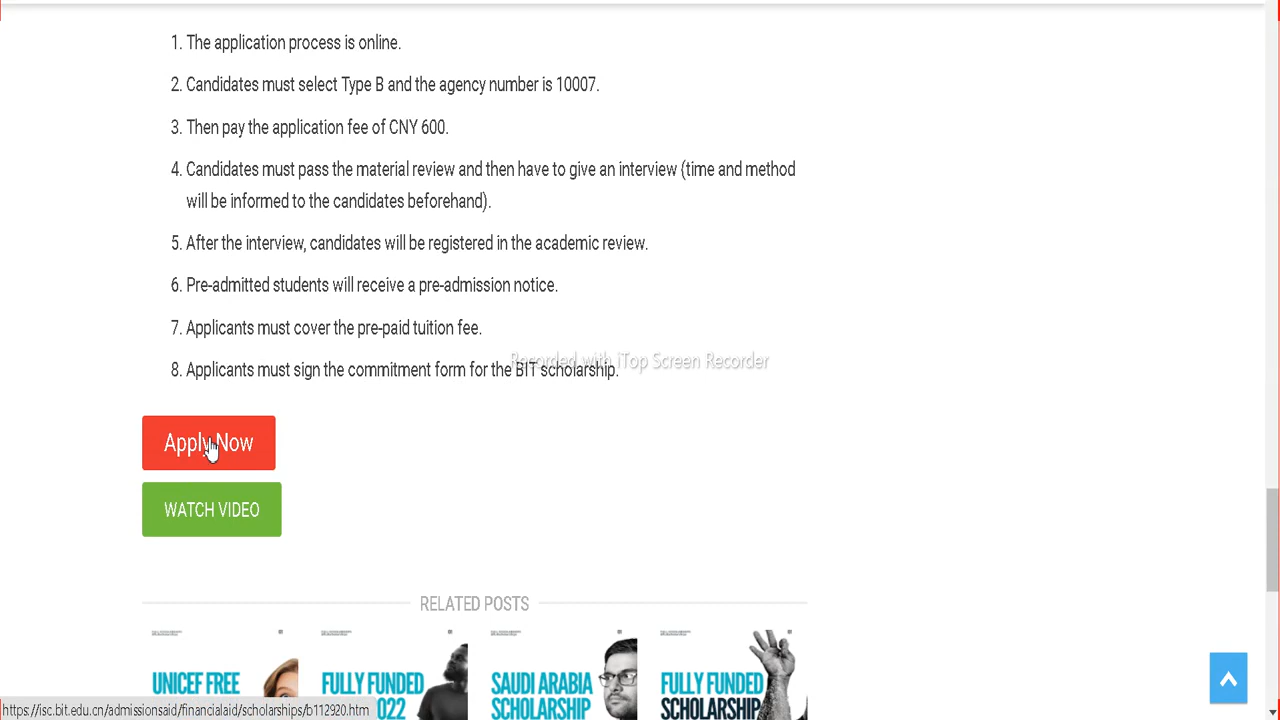 1. The application process is online.
2. Candidates must select Type B and the agency number is 10007.
3. Then pay the application fee of CNY 600.
4. Candidates must pass the material review and then have to give an interview (time and method
will be informed to the candidates beforehand).
5. After the interview, candidates will be registered in the academic review.
6. Pre-admitted students will receive a pre-admission notice.
7. Applicants must cover the pre-paid tuition fee.
Recorded with iTop Screen Recorder
8. Applicants must sign the commitment form for the BIT scholarship.
Apply Now
WATCH VIDEO
RELATED POSTS
UNICEF FREE
FULLY FUNDED
2022
SAUDI ARABIA
SCHOLARSHIP
FULLY FUNDED
SCHOLARSHIP
https://isc.bit.edu.cn/admissionsaid/financialaid/scholarships/b112920.htm